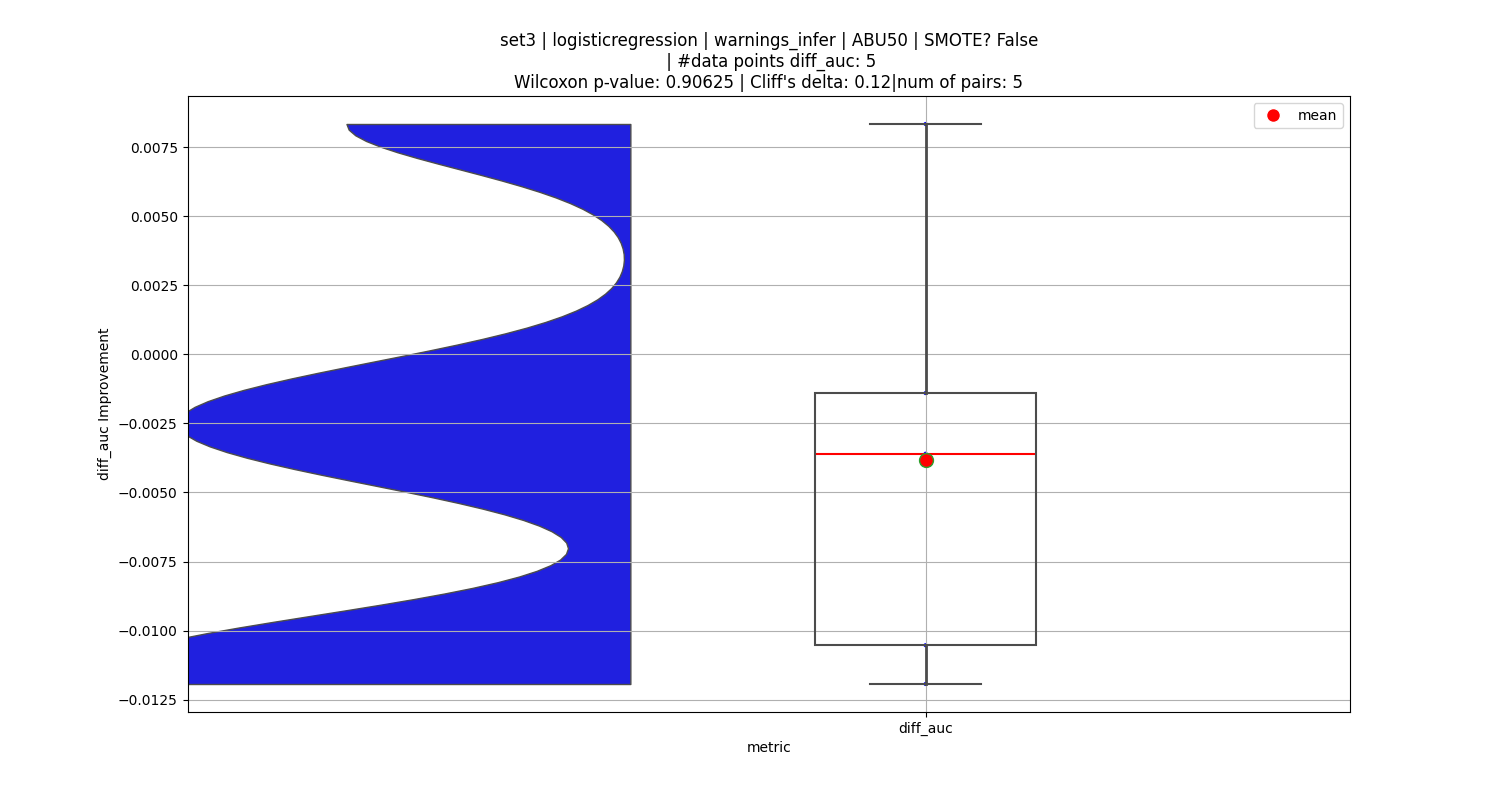 set3 | logisticregression | warnings_infer | ABU50 | SMOTE? False
| #data points diff_auc: 5
Wilcoxon p-value: 0.90625 | Cliff's delta: 0.12|num of pairs: 5
mean
0.0075
0.0050
0.0025
0.0000
−0.0025
−0.0050
−0.0075
−0.0100
−0.0125
diff_auc Improvement
diff_auc
metric